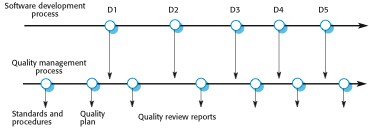 Software development
process
D1 D2 D3 D4 D5
Quality management
process
Standards and
procedures
Quality
plan
Quality review reports